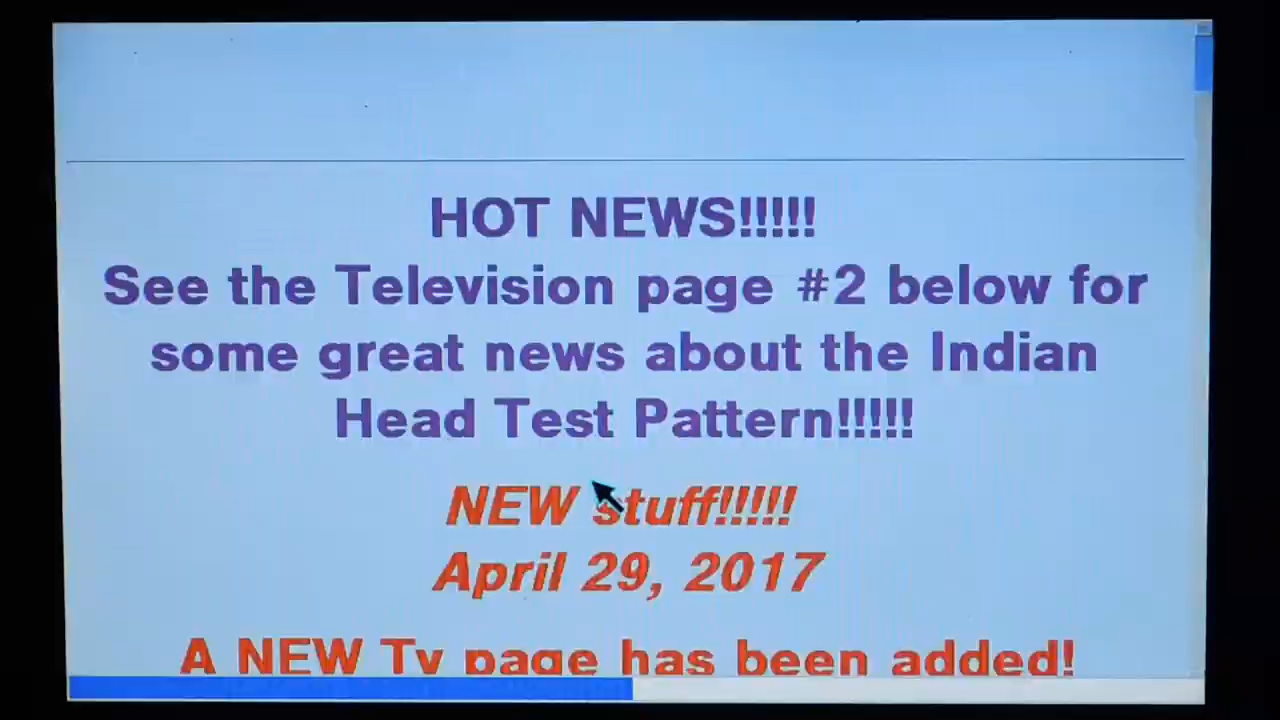 HOT NEWS!!!!!
See the Television page #2 below for
some great news about the Indian
Head Test Pattern!!!!!
NEW stuff!!!!!
April 29, 2017
A NEW Tv page has been added!